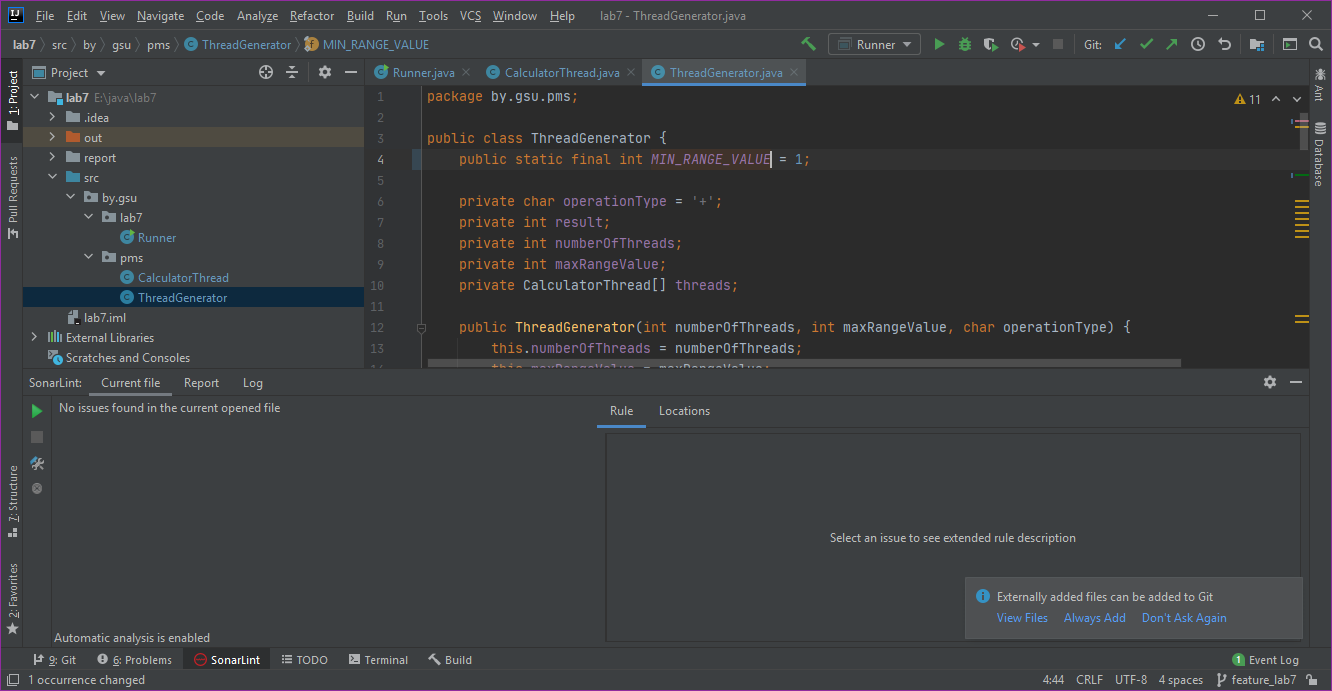 File Edit View Navigate Code Analyze Refactor Build Run Tools VCS Window Help lab7 - ThreadGenerator.java
lab7 src by gsu pms ThreadGenerator MIN_RANGE_VALUE Runner Git:
Project
Runner.java CalculatorThread.java ThreadGenerator.java
1: Project
Pull Requests
7: Structure
2: Favorites
lab7 E:\java\lab7
.idea
out
report
src
by.gsu
lab7
Runner
pms
CalculatorThread
ThreadGenerator
lab7.iml
External Libraries
Scratches and Consoles
11
1 package by.gsu.pms;
2
3 public class ThreadGenerator {
4 public static final int MIN_RANGE_VALUE = 1;
5
6 private char operationType = '+';
7 private int result;
8 private int numberOfThreads;
9 private int maxRangeValue;
10 private CalculatorThread[] threads;
11
12 public ThreadGenerator(int numberOfThreads, int maxRangeValue, char operationType) {
13 this.numberOfThreads = numberOfThreads;
14 this.maxRangeValue = maxRangeValue;
Ant
Database
SonarLint: Current file Report Log
No issues found in the current opened file
Rule Locations
Select an issue to see extended rule description
Externally added files can be added to Git
View Files Always Add Don't Ask Again
Automatic analysis is enabled
9: Git 6: Problems SonarLint TODO Terminal Build 1 Event Log
1 occurrence changed 4:44 CRLF UTF-8 4 spaces feature_lab7